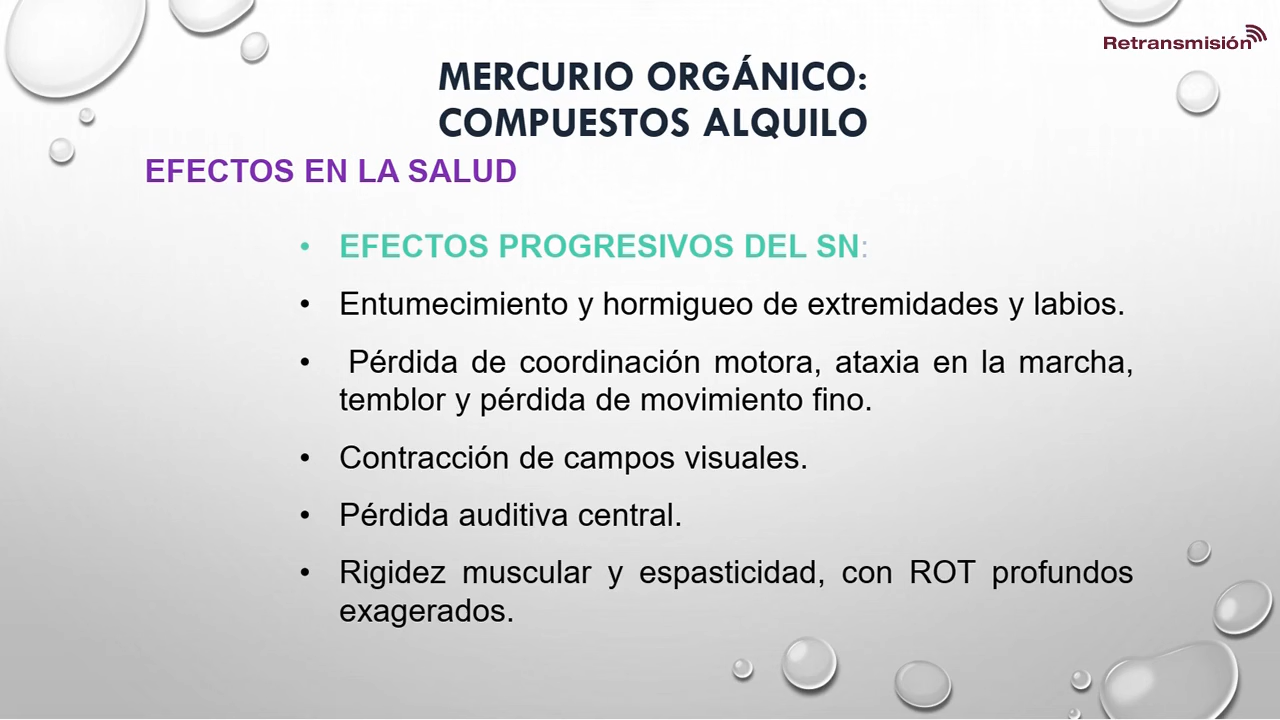 Retransmisión
MERCURIO ORGÁNICO:
COMPUESTOS ALQUILO
EFECTOS EN LA SALUD
• EFECTOS PROGRESIVOS DEL SN:
• Entumecimiento y hormigueo de extremidades y labios.
• Pérdida de coordinación motora, ataxia en la marcha,
temblor y pérdida de movimiento fino.
• Contracción de campos visuales.
• Pérdida auditiva central.
• Rigidez muscular y espasticidad, con ROT profundos
exagerados.